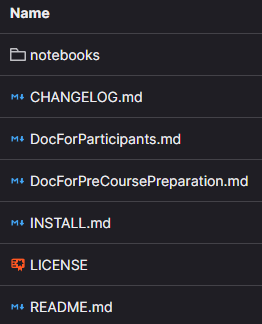 Name
notebooks
CHANGELOG.md
DocForParticipants.md
DocForPreCoursePreparation.md
INSTALL.md
LICENSE
README.md